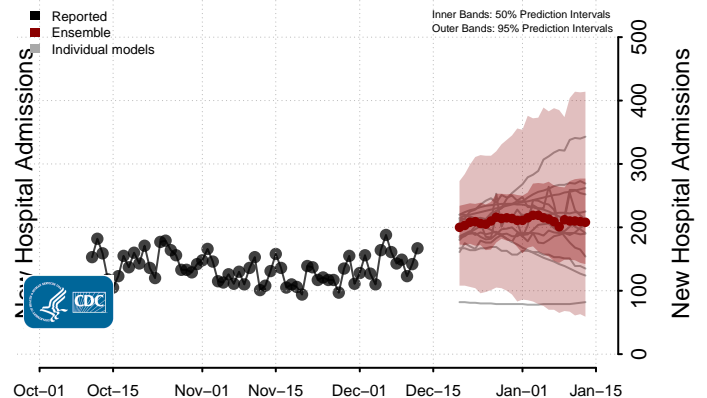 Reported
Ensemble
Individual models
Inner Bands: 50% Prediction Intervals
Outer Bands: 95% Prediction Intervals
New Hospital Admissions
New Hospital Admissions
500
400
300
200
100
0
CDC
Oct–01 Oct–15 Nov–01 Nov–15 Dec–01 Dec–15 Jan–01 Jan–15